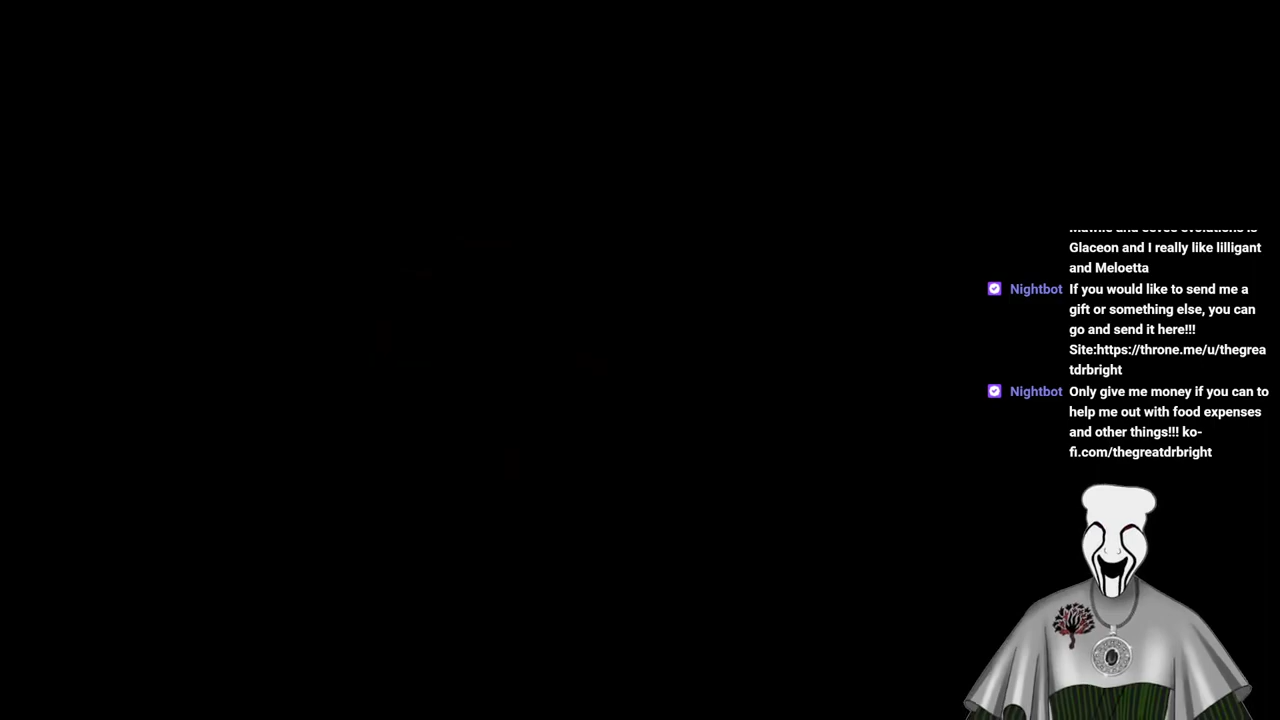 Glaceon and I really like lilligant
and Meloetta
Nightbot If you would like to send me a
gift or something else, you can
go and send it here!!!
Site:https://throne.me/u/thegrea
tdrbright
Nightbot Only give me money if you can to
help me out with food expenses
and other things!!! ko-
fi.com/thegreatdrbright